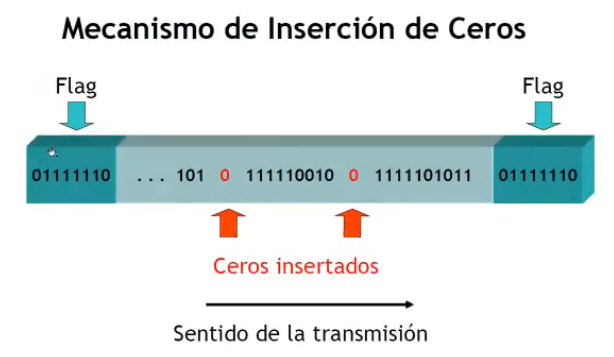 Mecanismo de Inserción de Ceros
Flag Flag
01111110 . . . 101 0 111110010 0 1111101011 01111110
Ceros insertados
Sentido de la transmisión